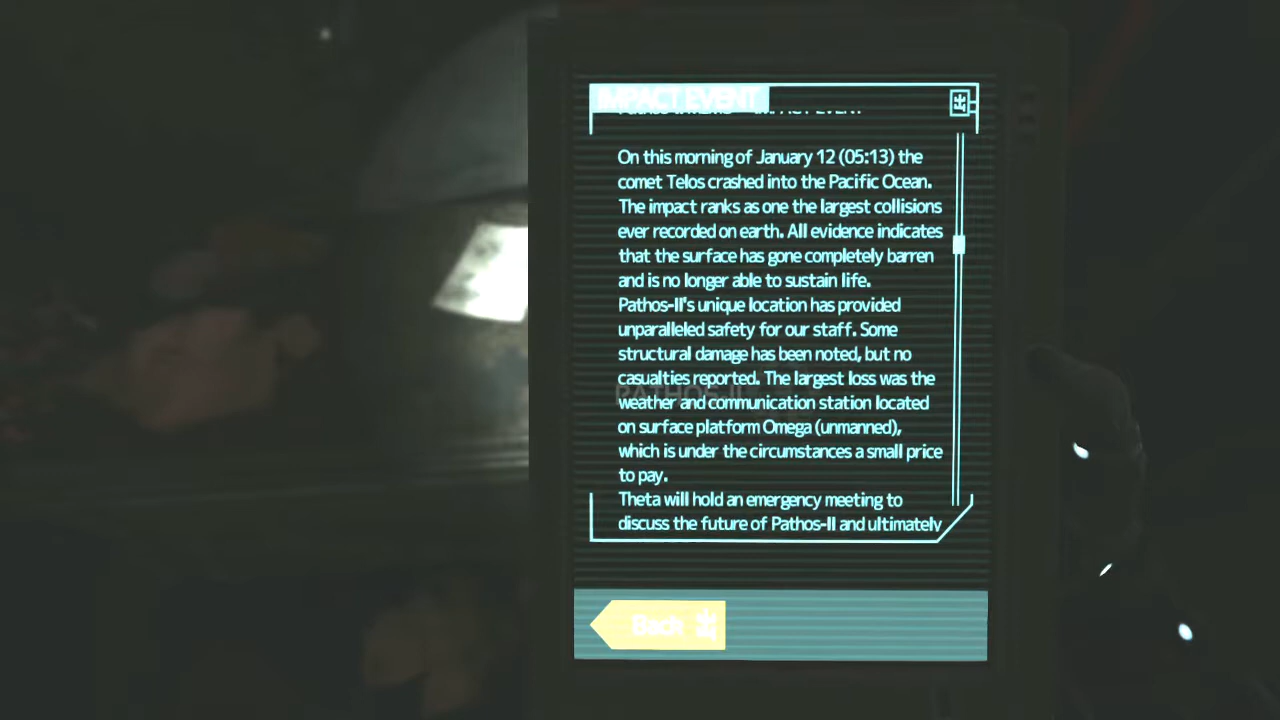 IMPACT EVENT
IMPACT EVENT
On this morning of January 12 (05:13) the
comet Telos crashed into the Pacific Ocean.
The impact ranks as one the largest collisions
ever recorded on earth. All evidence indicates
that the surface has gone completely barren
and is no longer able to sustain life.
Pathos-II's unique location has provided
unparalleled safety for our staff. Some
structural damage has been noted, but no
casualties reported. The largest loss was the
weather and communication station located
on surface platform Omega (unmanned),
which is under the circumstances a small price
to pay.
Theta will hold an emergency meeting to
discuss the future of Pathos-II and ultimately
Back